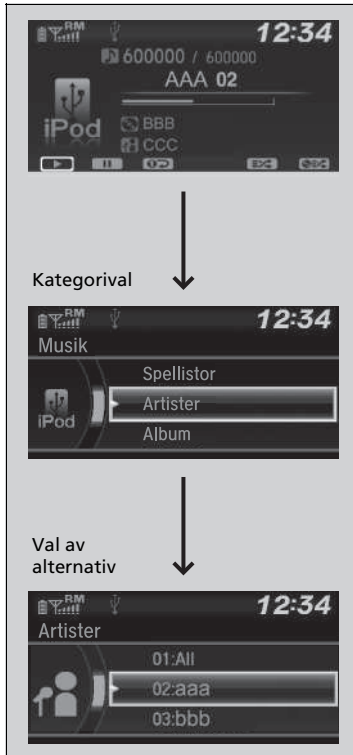 RM 12:34
600000 / 600000
AAA 02
iPod
BBB
CCC
Kategorival
RM 12:34
Musik
Spellistor
iPod
Artister
Album
Val av
alternativ
RM 12:34
Artister
01:All
02:aaa
03:bbb